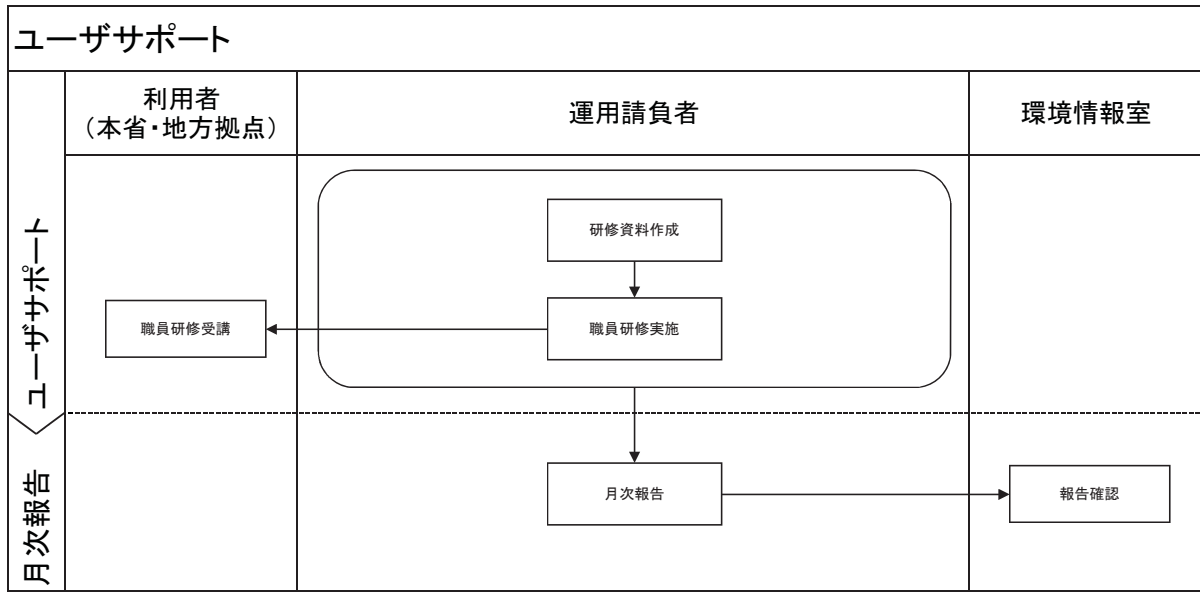 ユーザサポート
利用者
（本省・地方拠点）
運用請負者
環境情報室
ユーザサポート
研修資料作成
職員研修受講
職員研修実施
月次報告
月次報告
報告確認